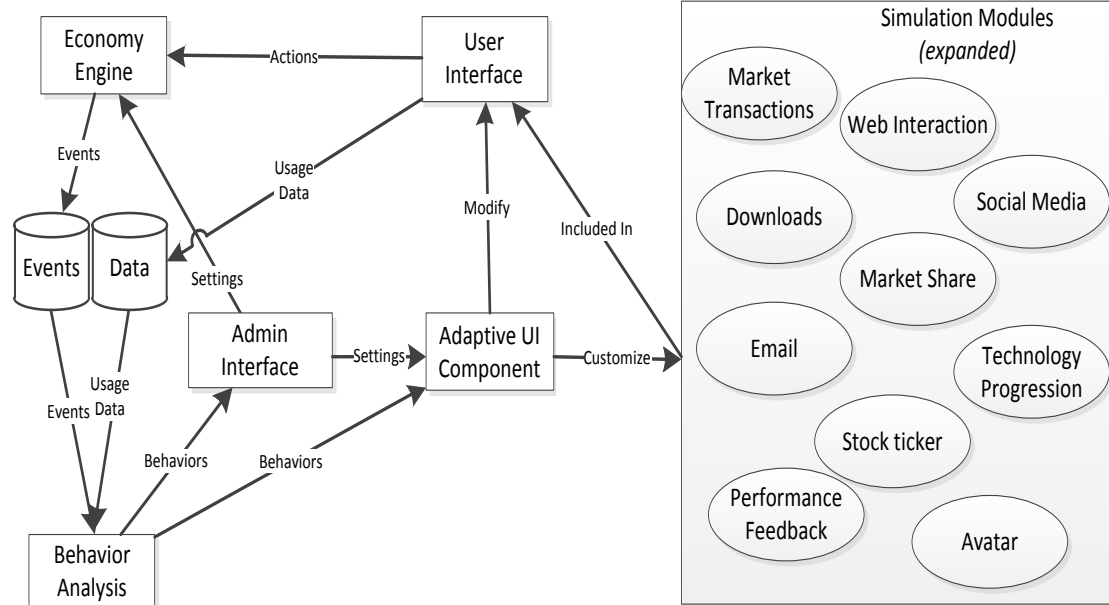 Economy
Engine
Actions
User
Interface
Simulation Modules
(expanded)
Market
Transactions
Web Interaction
Events
Usage
Data
Modify
Included In
Downloads
Social Media
Events
Data
Settings
Market Share
Admin
Interface
Settings
Adaptive UI
Component
Customize
Email
Technology
Progression
Events
Usage
Data
Behaviors
Behaviors
Stock ticker
Performance
Feedback
Avatar
Behavior
Analysis